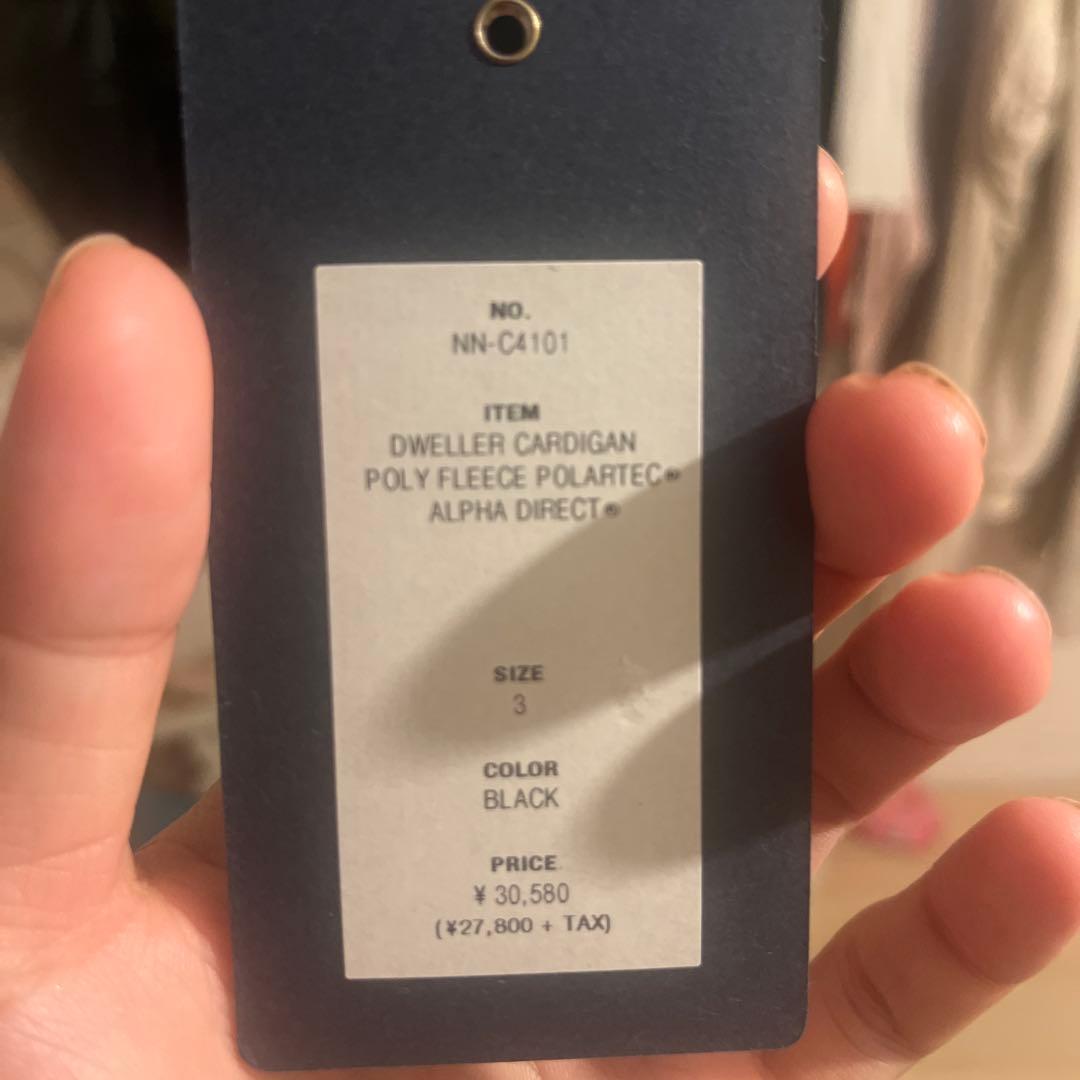 NO.
NN-C4101
ITEM
DWELLER CARDIGAN
POLY FLEECE POLARTEC®
ALPHA DIRECT®
SIZE
3
COLOR
BLACK
PRICE
¥ 30,580
(¥27,800 + TAX)